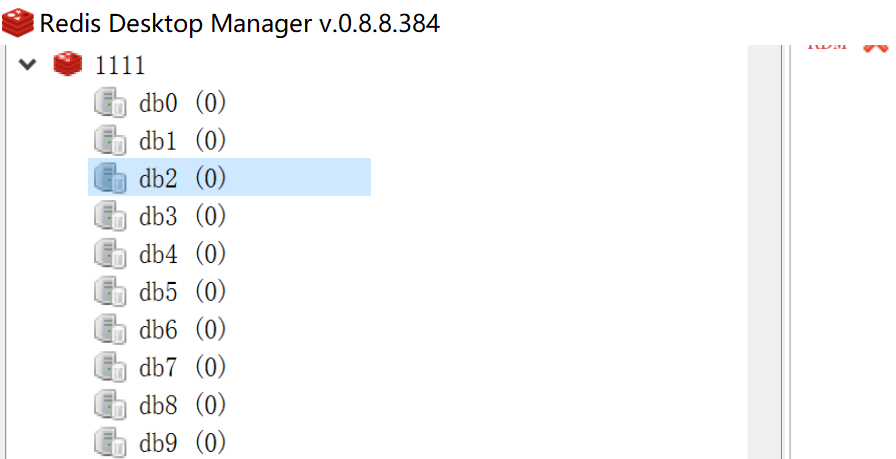 Redis Desktop Manager v.0.8.8.384
1111
db0 (0)
db1 (0)
db2 (0)
db3 (0)
db4 (0)
db5 (0)
db6 (0)
db7 (0)
db8 (0)
db9 (0)